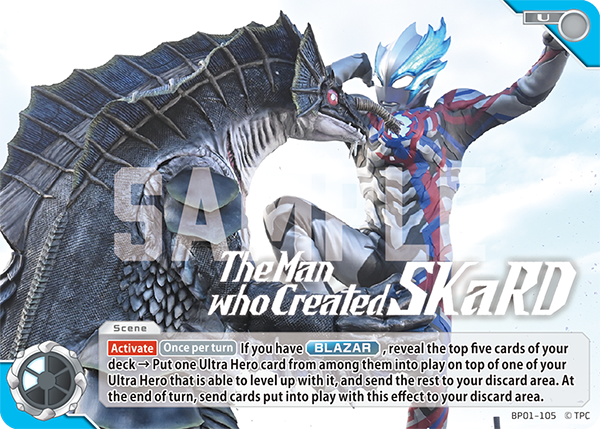 U
SAMPLE
The Man
who Created SKaRD
Scene
Activate Once per turn If you have BLAZAR , reveal the top five cards of your
deck → Put one Ultra Hero card from among them into play on top of one of your
Ultra Hero that is able to level up with it, and send the rest to your discard area. At
the end of turn, send cards put into play with this effect to your discard area.
BP01-105 © TPC